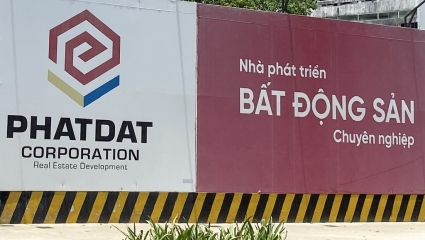 PHATDAT
CORPORATION
Real Estate Development
Nhà phát triển
BẤT ĐỘNG SẢN
Chuyên nghiệp